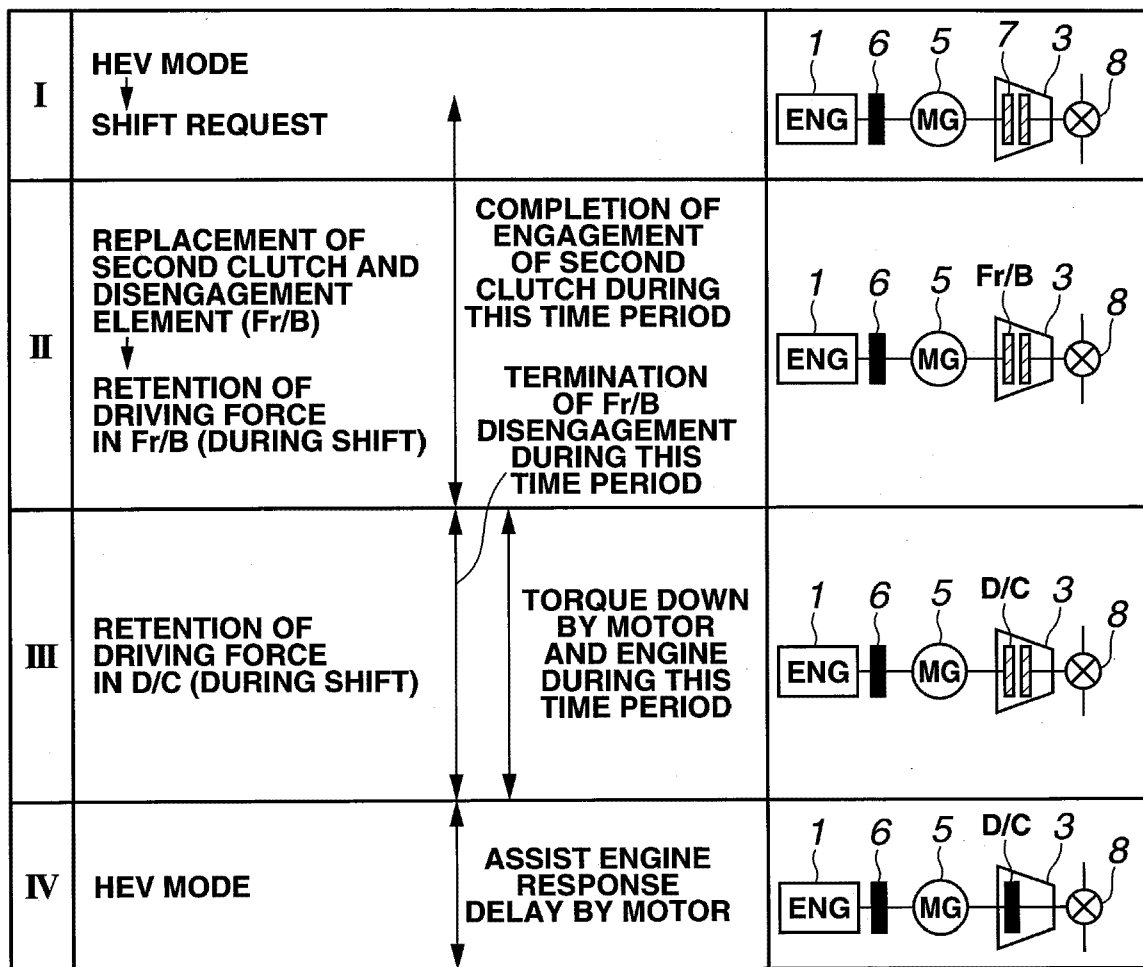 I
HEV MODE
SHIFT REQUEST
1 6 5 7 3 8
ENG MG
II
REPLACEMENT OF
SECOND CLUTCH AND
DISENGAGEMENT
ELEMENT (Fr/B)
RETENTION OF
DRIVING FORCE
IN Fr/B (DURING SHIFT)
COMPLETION OF
ENGAGEMENT
OF SECOND
CLUTCH DURING
THIS TIME PERIOD
TERMINATION
OF Fr/B
DISENGAGEMENT
DURING THIS
TIME PERIOD
1 6 5 Fr/B 3 8
ENG MG
III
RETENTION OF
DRIVING FORCE
IN D/C (DURING SHIFT)
TORQUE DOWN
BY MOTOR
AND ENGINE
DURING THIS
TIME PERIOD
1 6 5 D/C 3 8
ENG MG
IV
HEV MODE
ASSIST ENGINE
RESPONSE
DELAY BY MOTOR
1 6 5 D/C 3 8
ENG MG